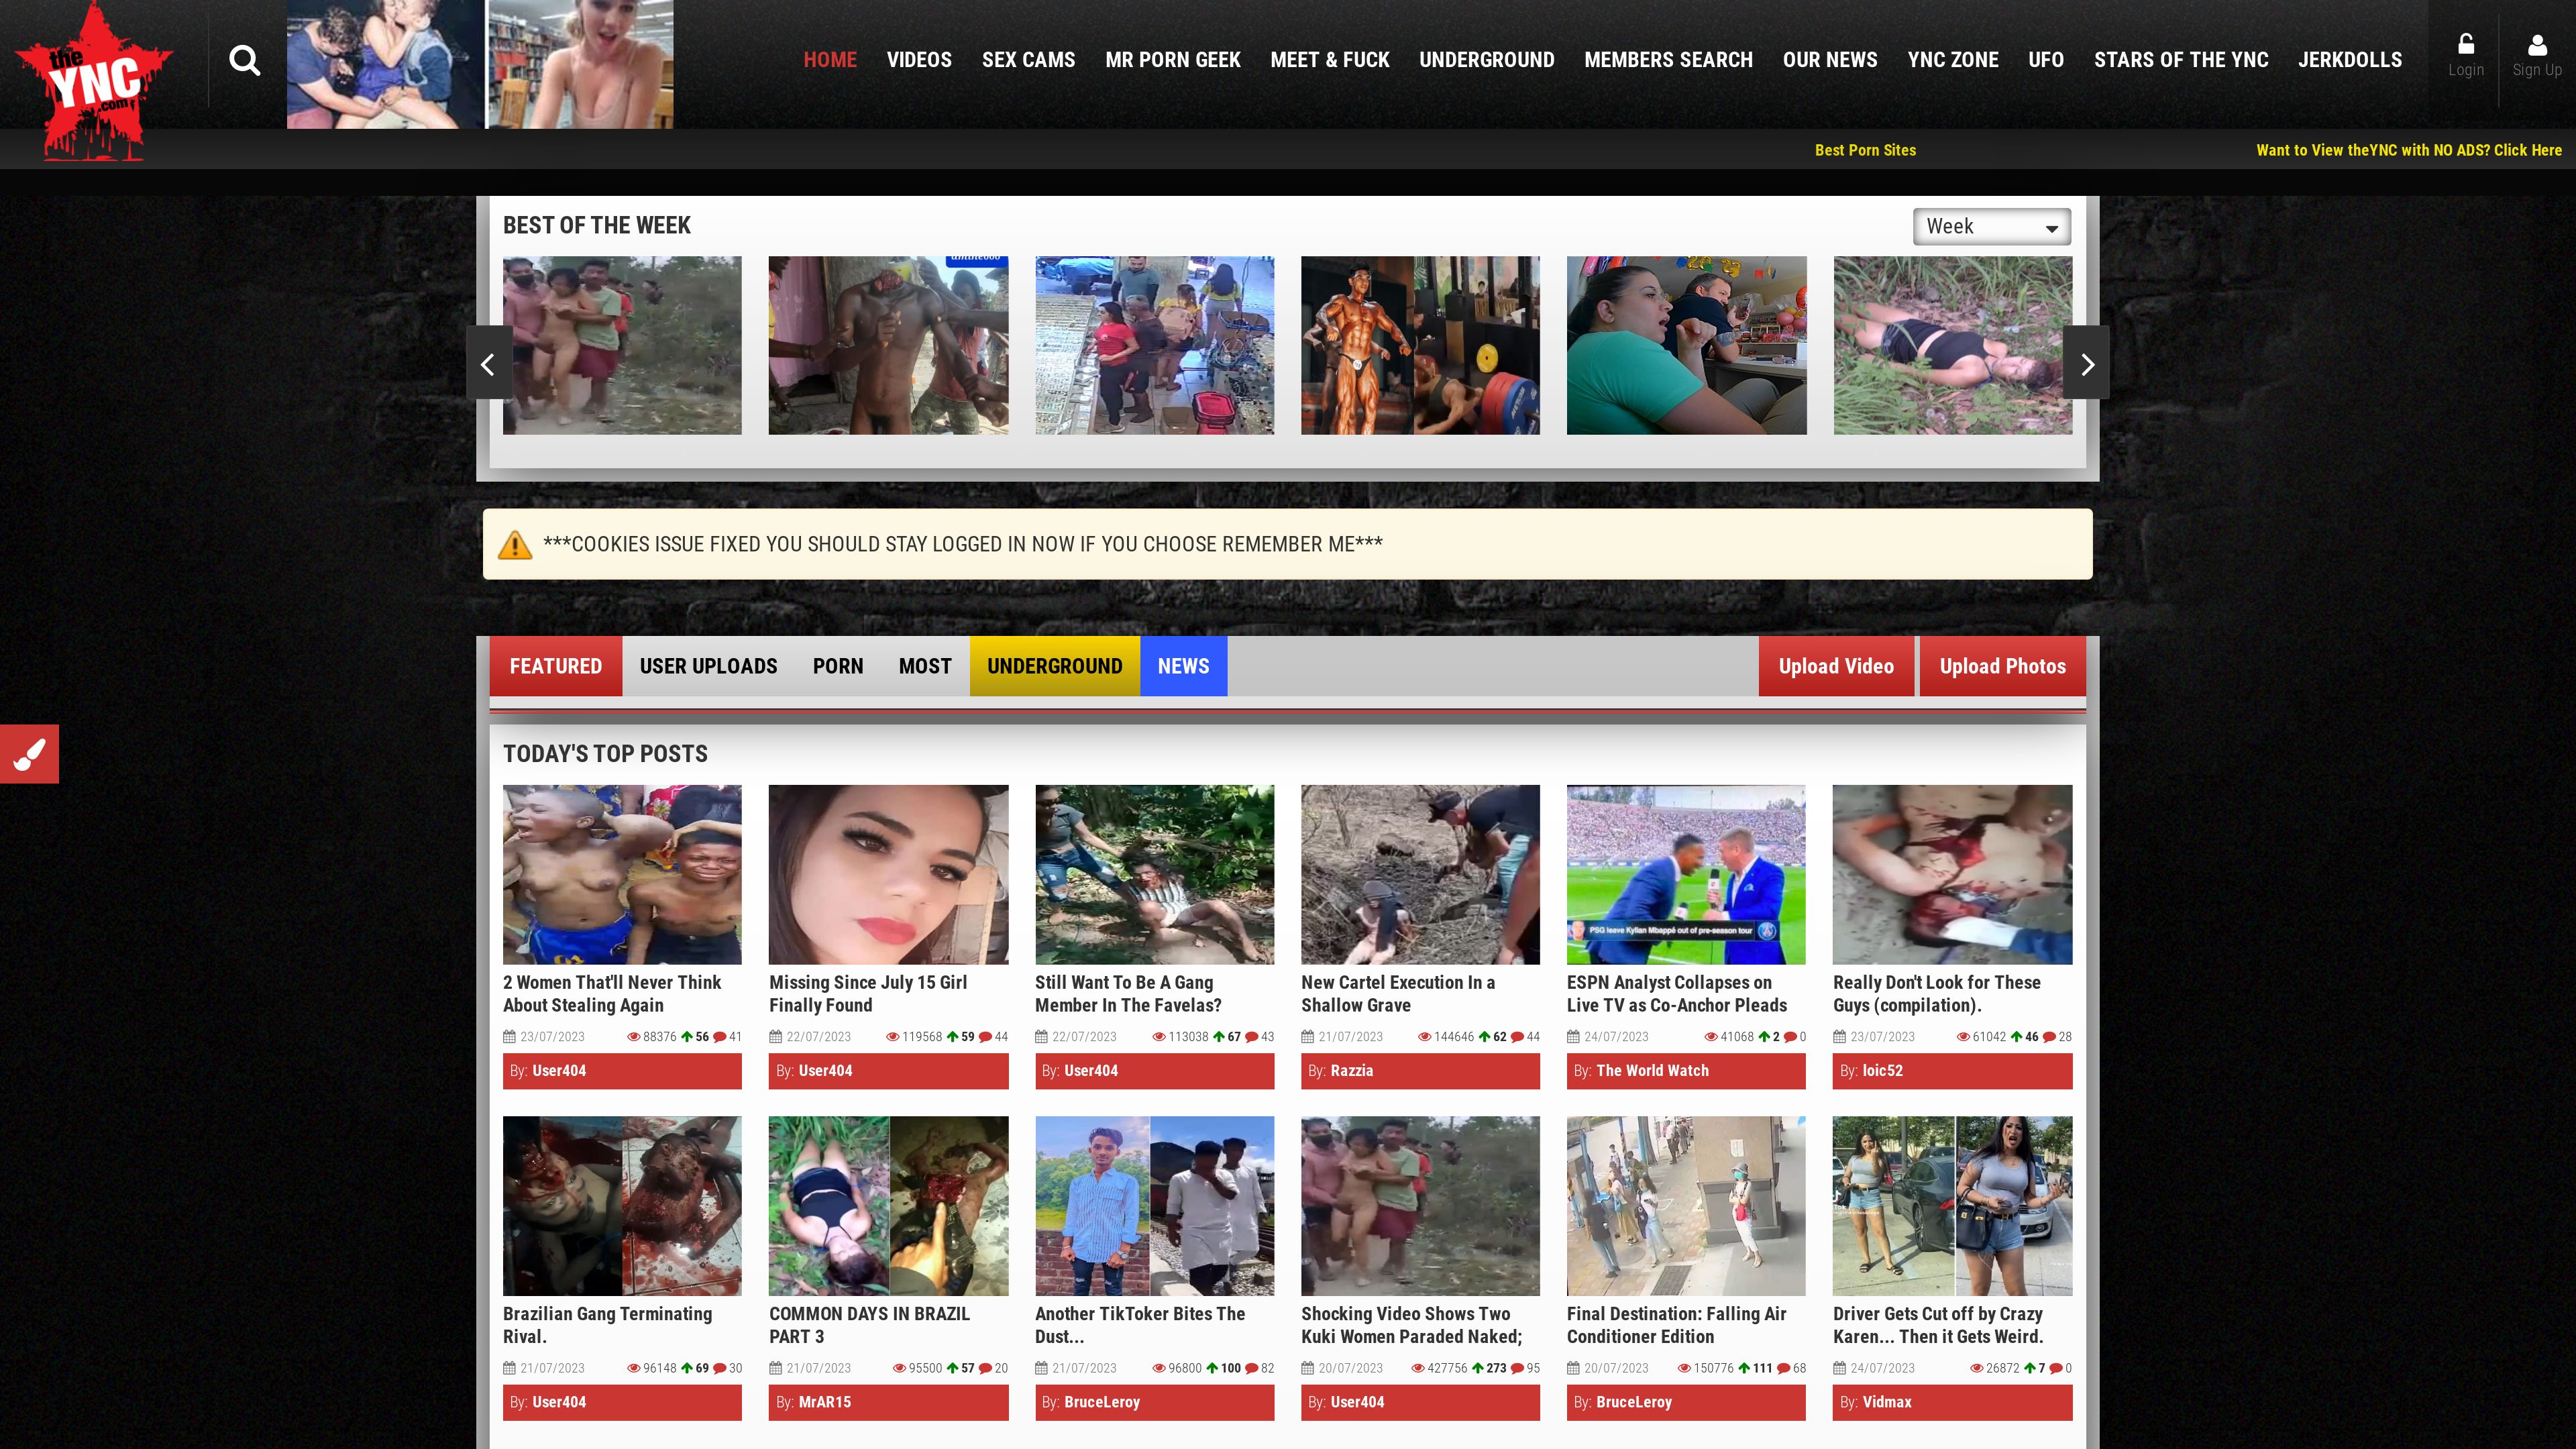 the
YNC
.com
HOME VIDEOS SEX CAMS MR PORN GEEK MEET & FUCK UNDERGROUND MEMBERS SEARCH OUR NEWS YNC ZONE UFO STARS OF THE YNC JERKDOLLS
Login Sign Up
Best Porn Sites Want to View theYNC with NO ADS? Click Here
BEST OF THE WEEK Week
***COOKIES ISSUE FIXED YOU SHOULD STAY LOGGED IN NOW IF YOU CHOOSE REMEMBER ME***
FEATURED USER UPLOADS PORN MOST UNDERGROUND NEWS Upload Video Upload Photos
TODAY'S TOP POSTS
PSG leave Kylian Mbappé out of pre-season tour
2 Women That'll Never Think
About Stealing Again
23/07/2023 88376 56 41
By: User404
Missing Since July 15 Girl
Finally Found
22/07/2023 119568 59 44
By: User404
Still Want To Be A Gang
Member In The Favelas?
22/07/2023 113038 67 43
By: User404
New Cartel Execution In a
Shallow Grave
21/07/2023 144646 62 44
By: Razzia
ESPN Analyst Collapses on
Live TV as Co-Anchor Pleads
24/07/2023 41068 2 0
By: The World Watch
Really Don't Look for These
Guys (compilation).
23/07/2023 61042 46 28
By: loic52
Brazilian Gang Terminating
Rival.
21/07/2023 96148 69 30
By: User404
COMMON DAYS IN BRAZIL
PART 3
21/07/2023 95500 57 20
By: MrAR15
Another TikToker Bites The
Dust...
21/07/2023 96800 100 82
By: BruceLeroy
Shocking Video Shows Two
Kuki Women Paraded Naked;
20/07/2023 427756 273 95
By: User404
Final Destination: Falling Air
Conditioner Edition
20/07/2023 150776 111 68
By: BruceLeroy
Driver Gets Cut off by Crazy
Karen... Then it Gets Weird.
24/07/2023 26872 7 0
By: Vidmax